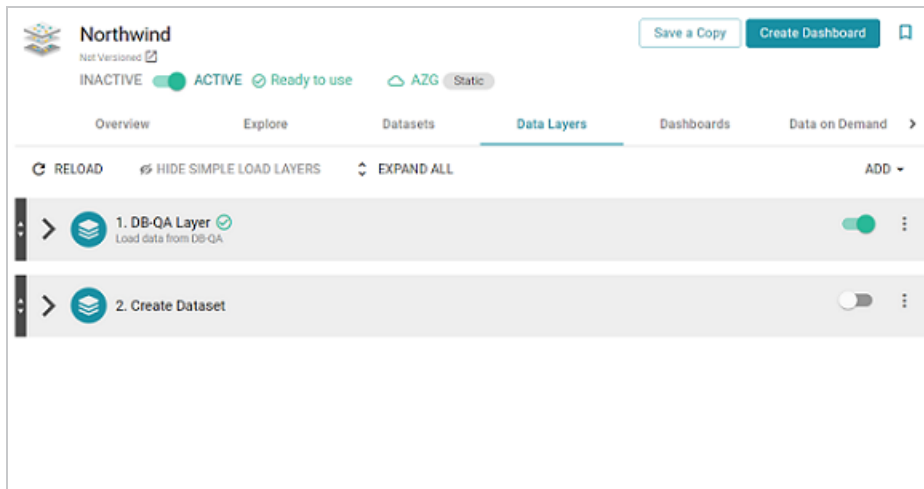 Northwind
Save a Copy
Create Dashboard
Not Versioned
INACTIVE ACTIVE Ready to use AZG Static
Overview Explore Datasets Data Layers Dashboards Data on Demand
RELOAD HIDE SIMPLE LOAD LAYERS EXPAND ALL ADD
1. DB-QA Layer
Load data from DB-QA
2. Create Dataset